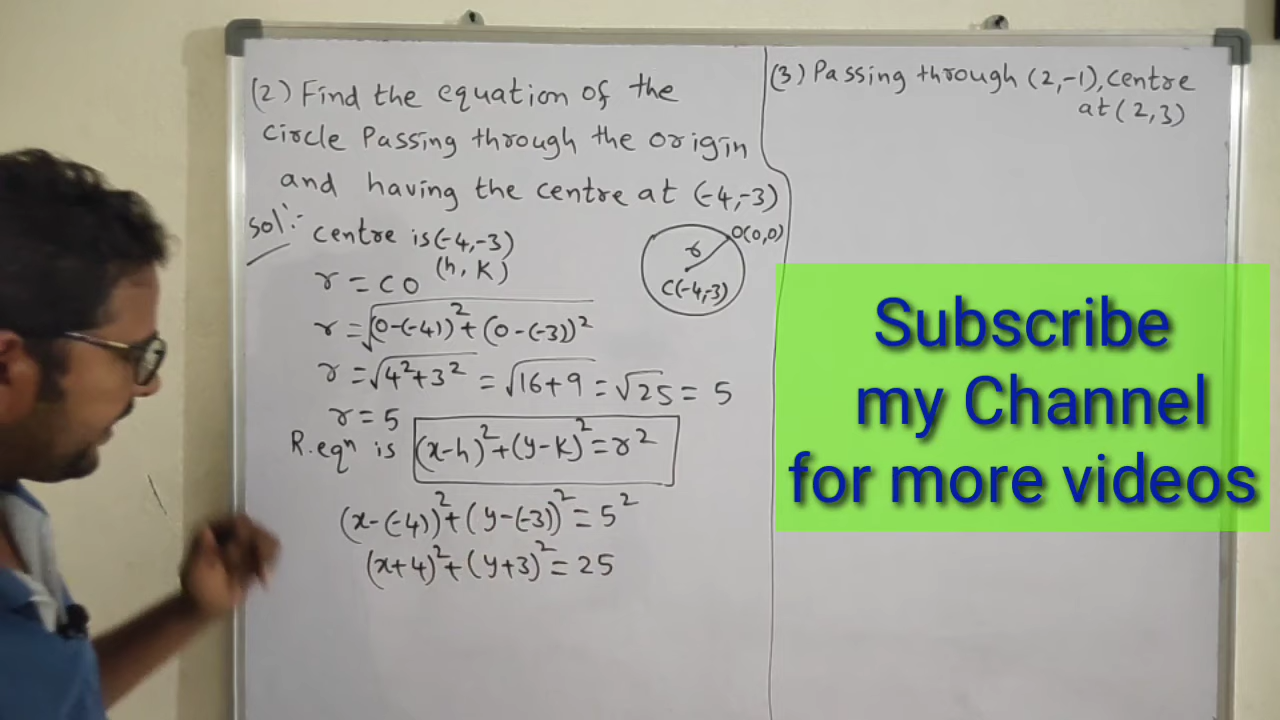 (2) Find the equation of the
circle Passing through the origin
and having the centre at (-4,-3)
Sol':-
centre is (-4,-3)
(h, k)
r = CO
r = √(0-(-4))²+(0-(-3))²
r = √4²+3² = √16+9 = √25 = 5
r = 5
R.eqⁿ is (x-h)²+(y-k)²=r²
(x-(-4))²+(y-(-3))²=5²
(x+4)²+(y+3)²=25
O(0,0)
r
C(-4,-3)
(3) Passing through (2,-1), centre
at (2,3)
Subscribe
my Channel
for more videos